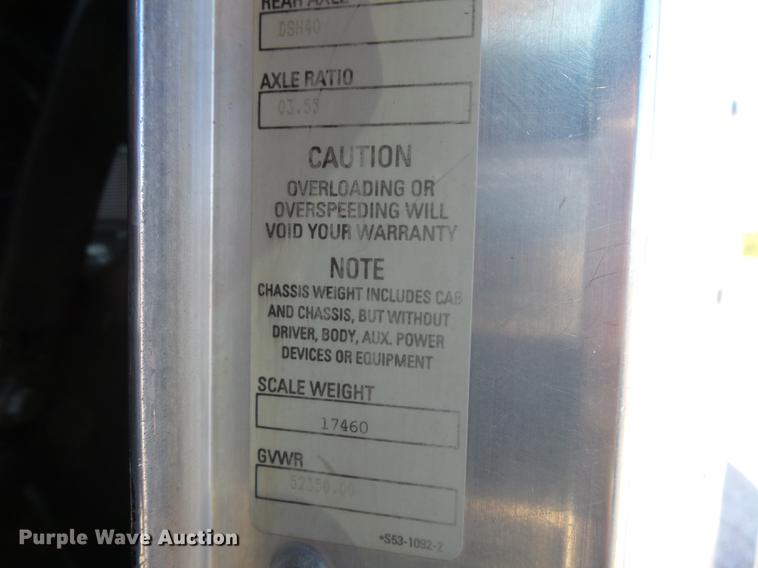 REAR AXLE
DSH40
AXLE RATIO
03.55
CAUTION
OVERLOADING OR
OVERSPEEDING WILL
VOID YOUR WARRANTY
NOTE
CHASSIS WEIGHT INCLUDES CAB
AND CHASSIS, BUT WITHOUT
DRIVER, BODY, AUX. POWER
DEVICES OR EQUIPMENT
SCALE WEIGHT
17460
GVWR
52350.00
*S53-1092-2
Purple Wave Auction®